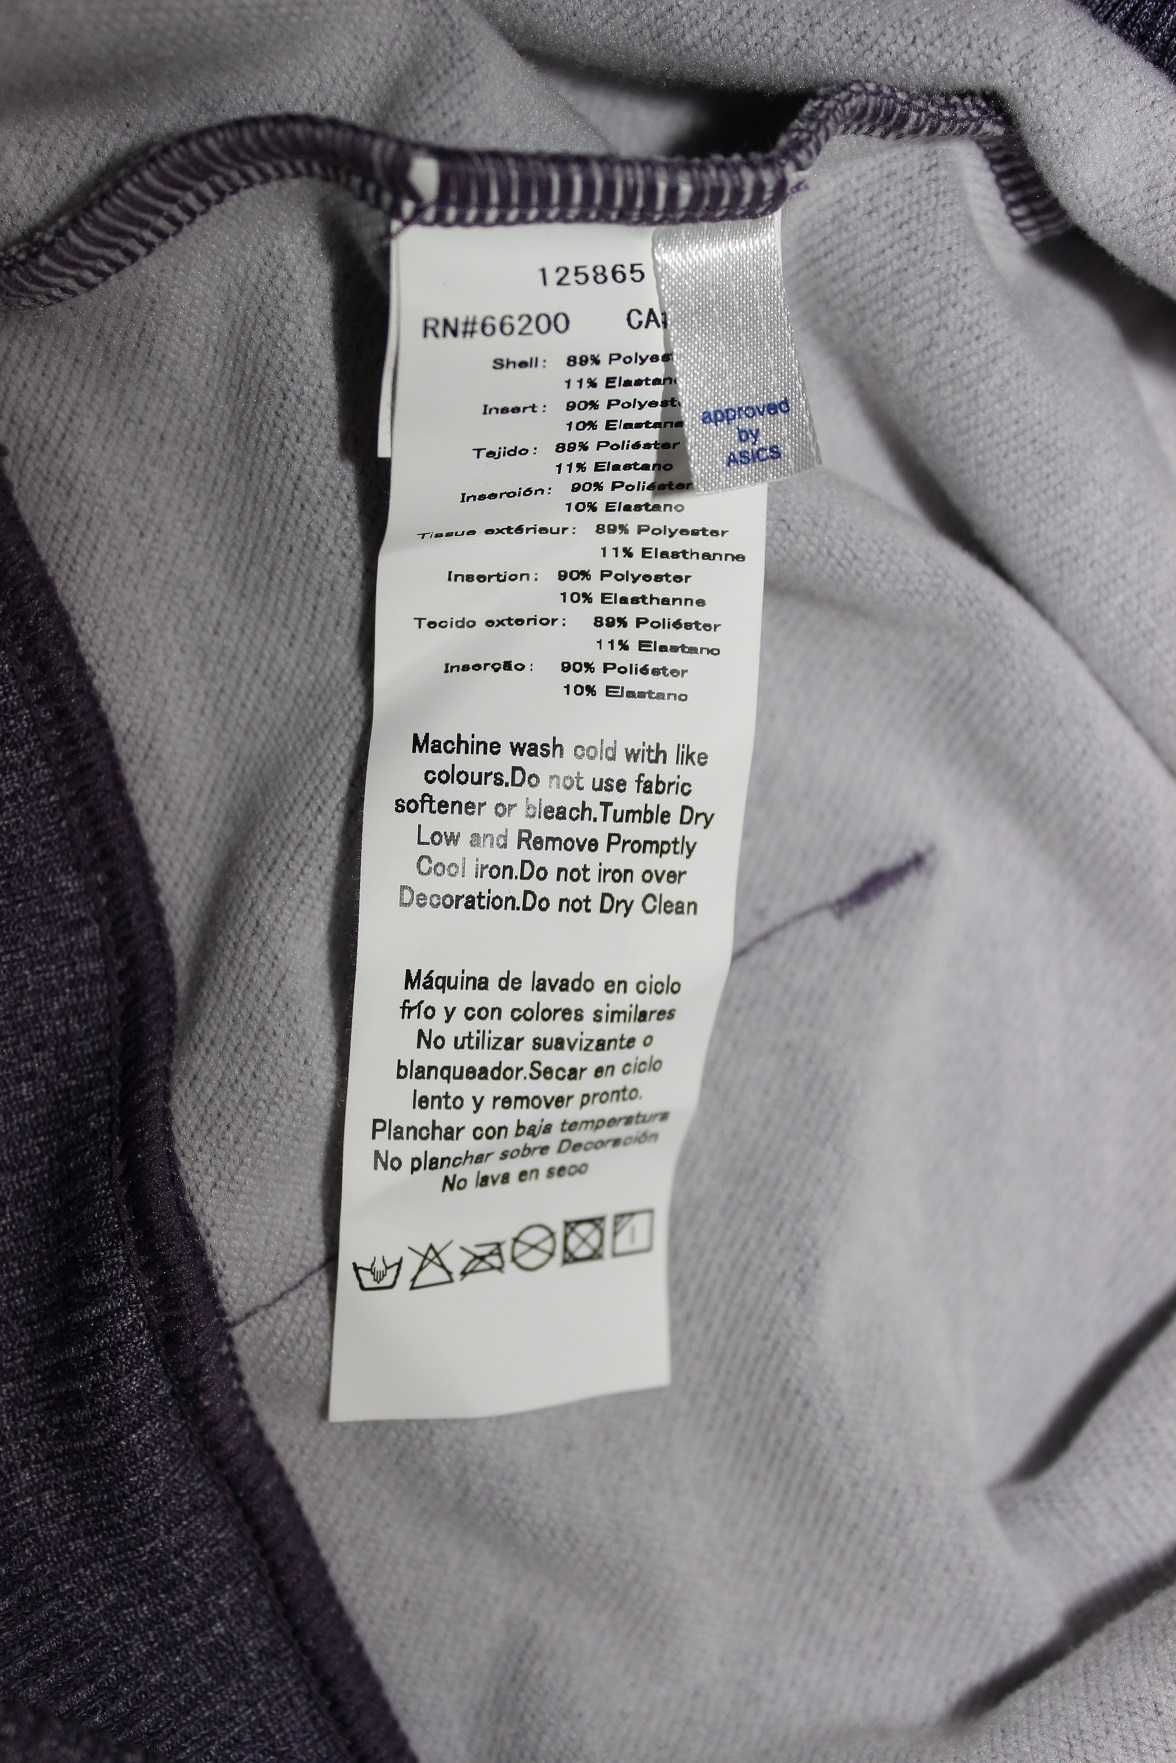 125865
RN#66200
Shell: 89% Polyes
11% Elastan
Insert: 90% Polyest
10% Elastane
Tejido: 89% Poliéster
11% Elastano
Inserción: 90% Poliéster
10% Elastano
Tissue extérieur: 89% Polyester
11% Elasthanne
Insertion: 90% Polyester
10% Elasthanne
Tecido exterior: 89% Poliéster
11% Elastano
Inserção: 90% Poliéster
10% Elastano
approved
by
ASICS
Machine wash cold with like
colours.Do not use fabric
softener or bleach.Tumble Dry
Low and Remove Promptly
Cool iron.Do not iron over
Decoration.Do not Dry Clean
Máquina de lavado en ciclo
frío y con colores similares
No utilizar suavizante o
blanqueador.Secar en ciclo
lento y remover pronto.
Planchar con baja temperatura
No planchar sobre Decoración
No lava en seco